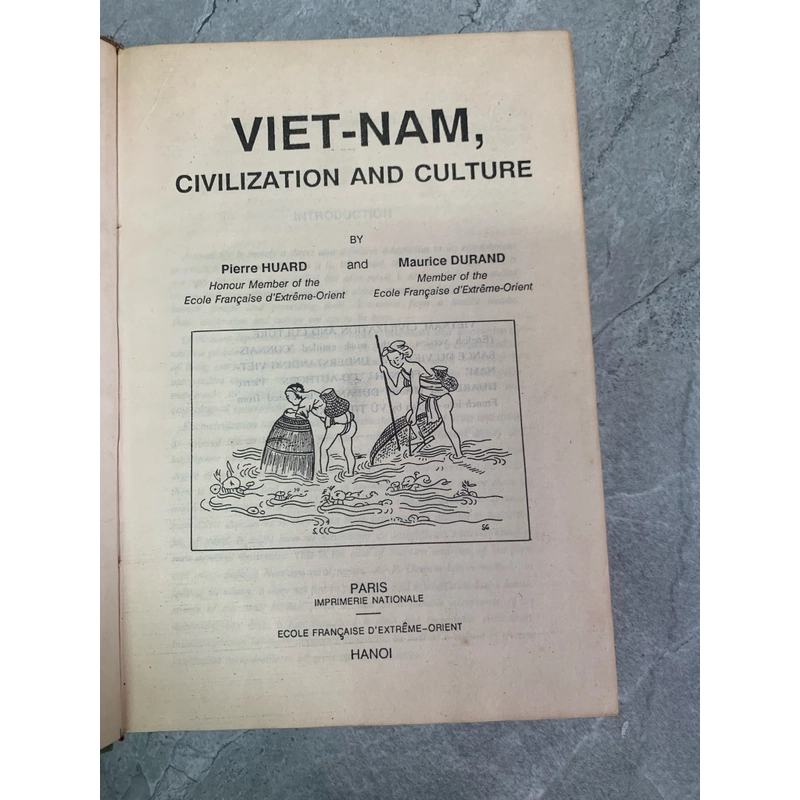 VIET-NAM,
CIVILIZATION AND CULTURE
BY
Pierre HUARD and Maurice DURAND
Honour Member of the Member of the
Ecole Française d'Extrême-Orient Ecole Française d'Extrême-Orient
SG
PARIS
IMPRIMERIE NATIONALE
ECOLE FRANÇAISE D'EXTRÊME-ORIENT
HANOI